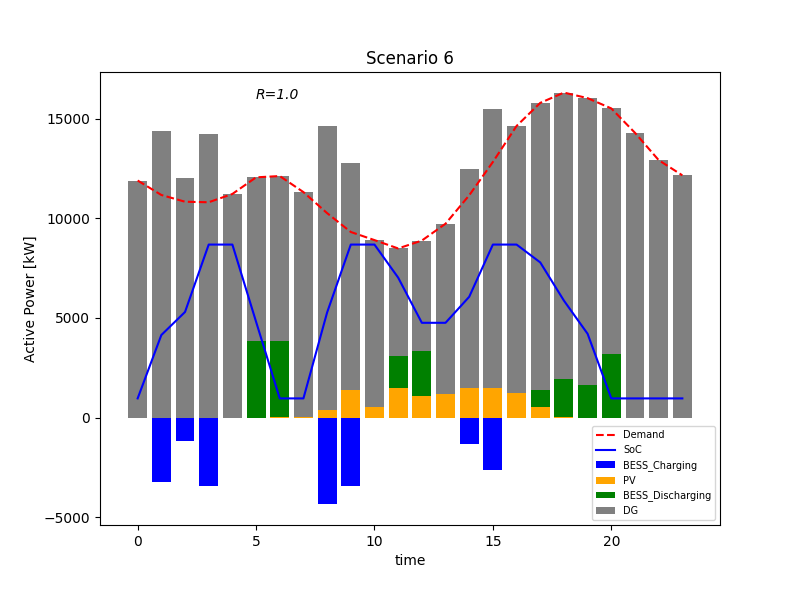 Scenario 6
R=1.0
Active Power [kW]
15000
10000
5000
0
−5000
0 5 10 15 20
time
Demand
SoC
BESS_Charging
PV
BESS_Discharging
DG